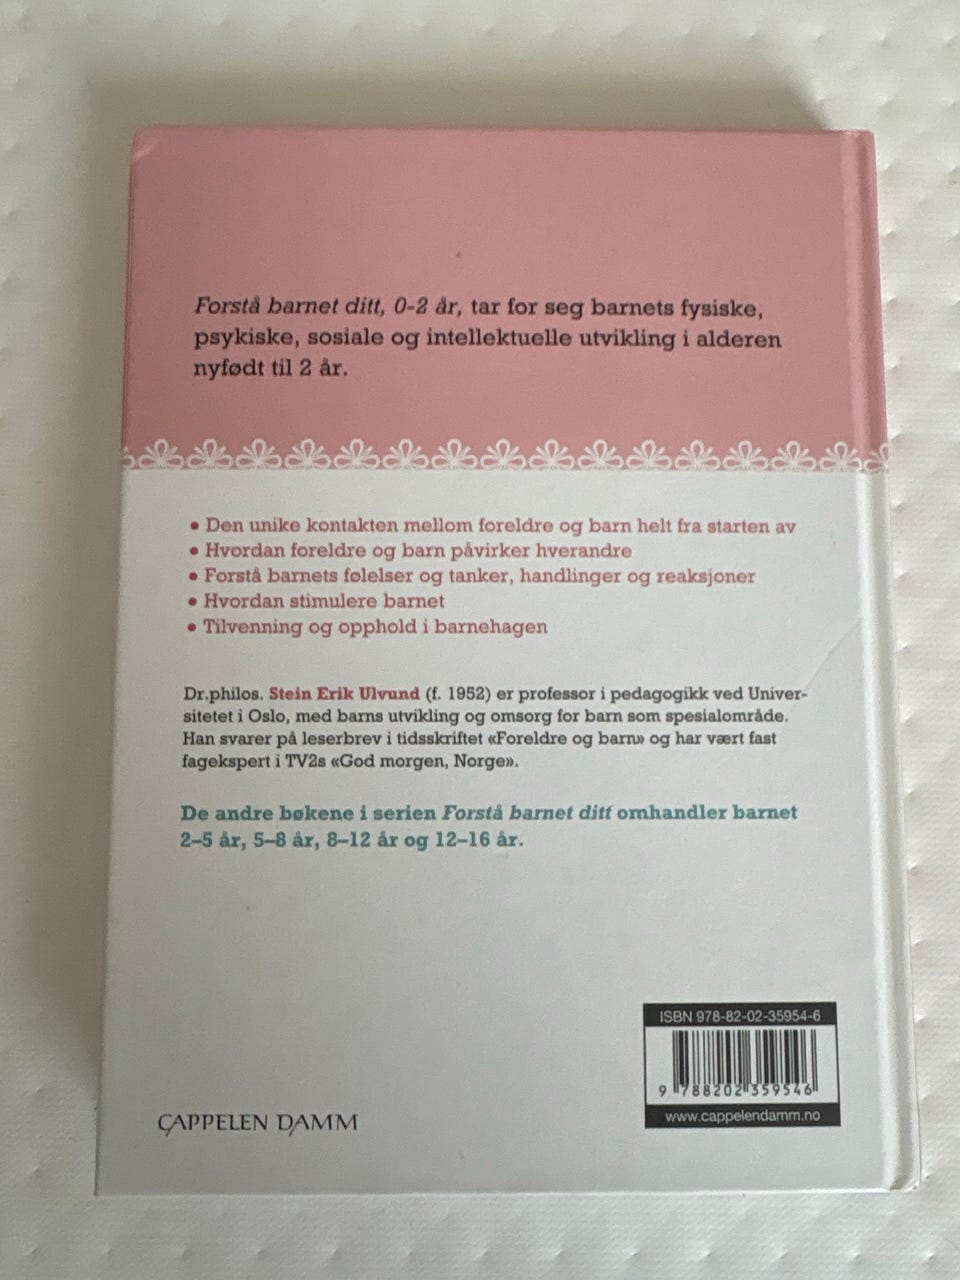 Forstå barnet ditt, 0-2 år, tar for seg barnets fysiske,
psykiske, sosiale og intellektuelle utvikling i alderen
nyfødt til 2 år.
• Den unike kontakten mellom foreldre og barn helt fra starten av
• Hvordan foreldre og barn påvirker hverandre
• Forstå barnets følelser og tanker, handlinger og reaksjoner
• Hvordan stimulere barnet
• Tilvenning og opphold i barnehagen
Dr.philos. Stein Erik Ulvund (f. 1952) er professor i pedagogikk ved Univer-
sitetet i Oslo, med barns utvikling og omsorg for barn som spesialområde.
Han svarer på leserbrev i tidsskriftet «Foreldre og barn» og har vært fast
fagekspert i TV2s «God morgen, Norge».
De andre bøkene i serien Forstå barnet ditt omhandler barnet
2–5 år, 5–8 år, 8–12 år og 12–16 år.
ISBN 978-82-02-35954-6
9 788202 359546
www.cappelendamm.no
CAPPELEN DAMM